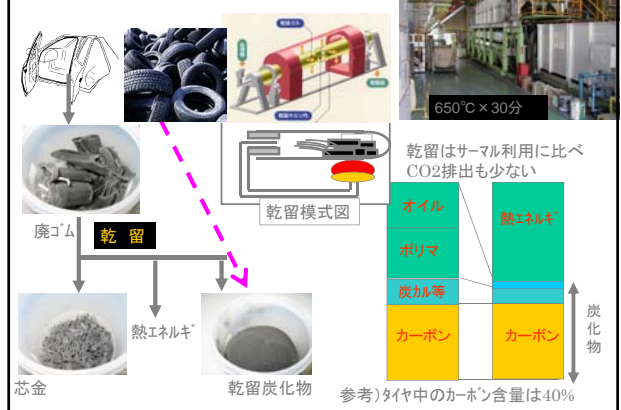 650℃×30分
乾留模式図
乾留はサーマル利用に比べ
CO2排出も少ない
廃ｺﾞﾑ
乾 留
熱ｴﾈﾙｷﾞ
芯金
乾留炭化物
オイル
ポリマ
炭カル等
カーボン
熱ｴﾈﾙｷﾞ
カーボン
炭化物
参考)ﾀｲﾔ中のｶｰﾎﾞﾝ含量は40%